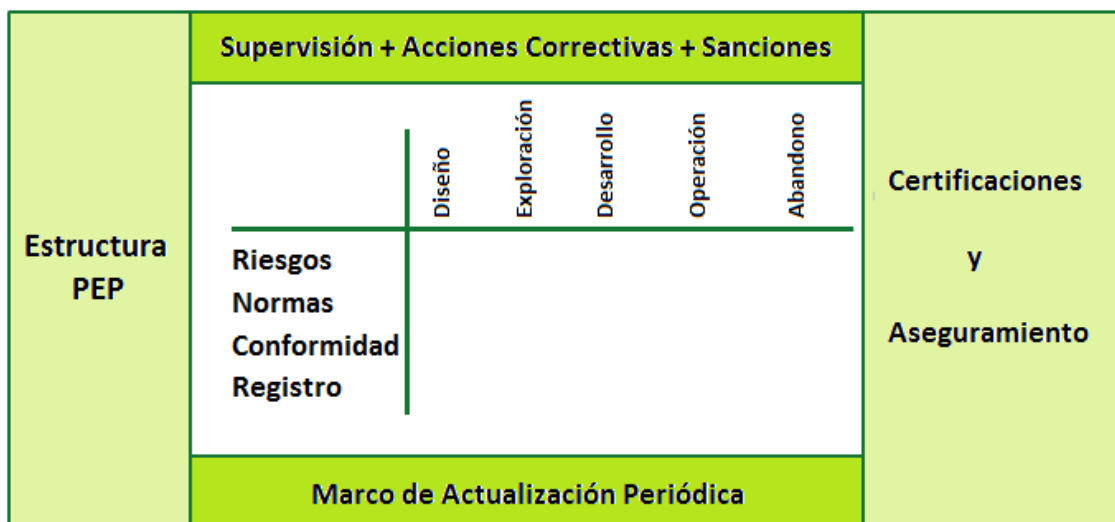 Supervisión + Acciones Correctivas + Sanciones
Estructura
PEP
Diseño
Exploración
Desarrollo
Operación
Abandono
Riesgos
Normas
Conformidad
Registro
Certificaciones
y
Aseguramiento
Marco de Actualización Periódica